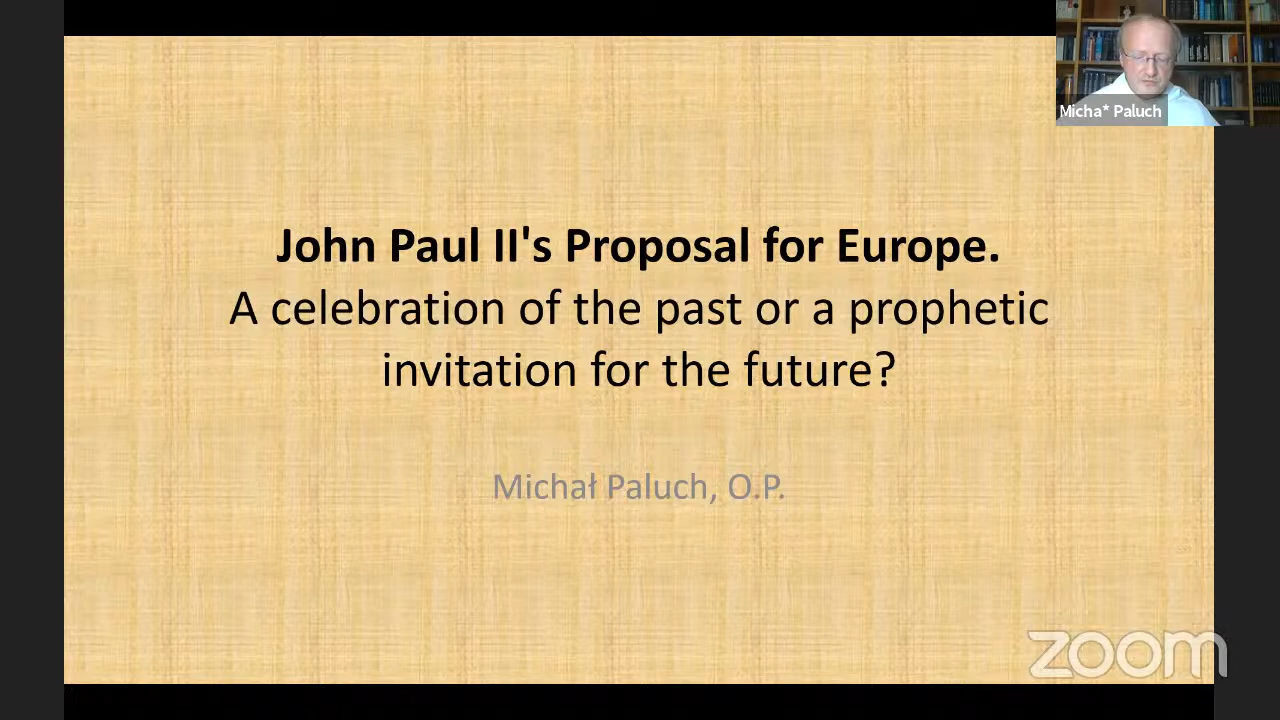 Micha* Paluch
John Paul II's Proposal for Europe.
A celebration of the past or a prophetic
invitation for the future?
Michał Paluch, O.P.
zoom